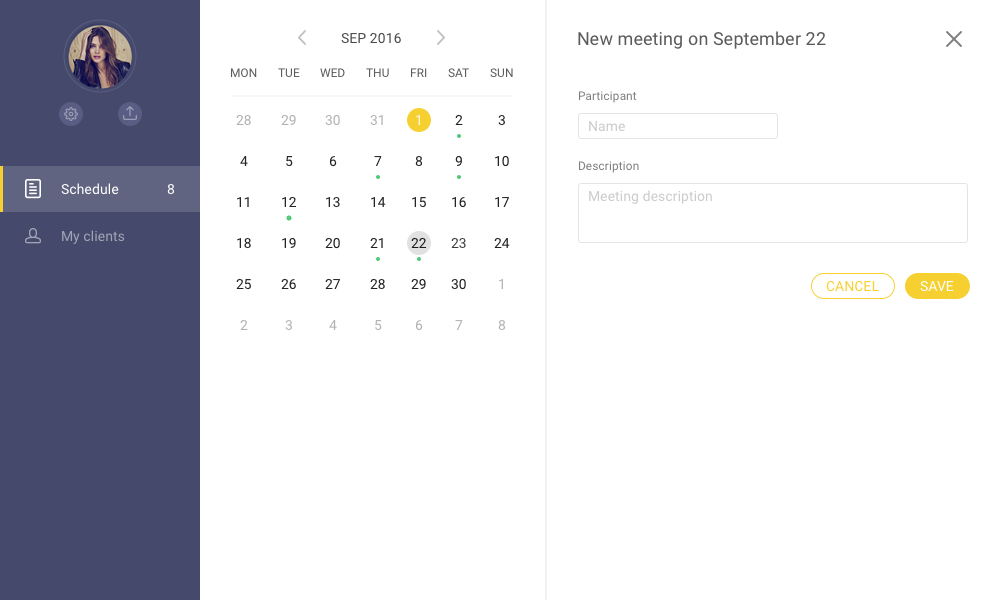 Schedule 8
My clients
SEP 2016
MON TUE WED THU FRI SAT SUN
28 29 30 31 1 2 3
4 5 6 7 8 9 10
11 12 13 14 15 16 17
18 19 20 21 22 23 24
25 26 27 28 29 30 1
2 3 4 5 6 7 8
New meeting on September 22
Participant
Name
Description
Meeting description
CANCEL SAVE